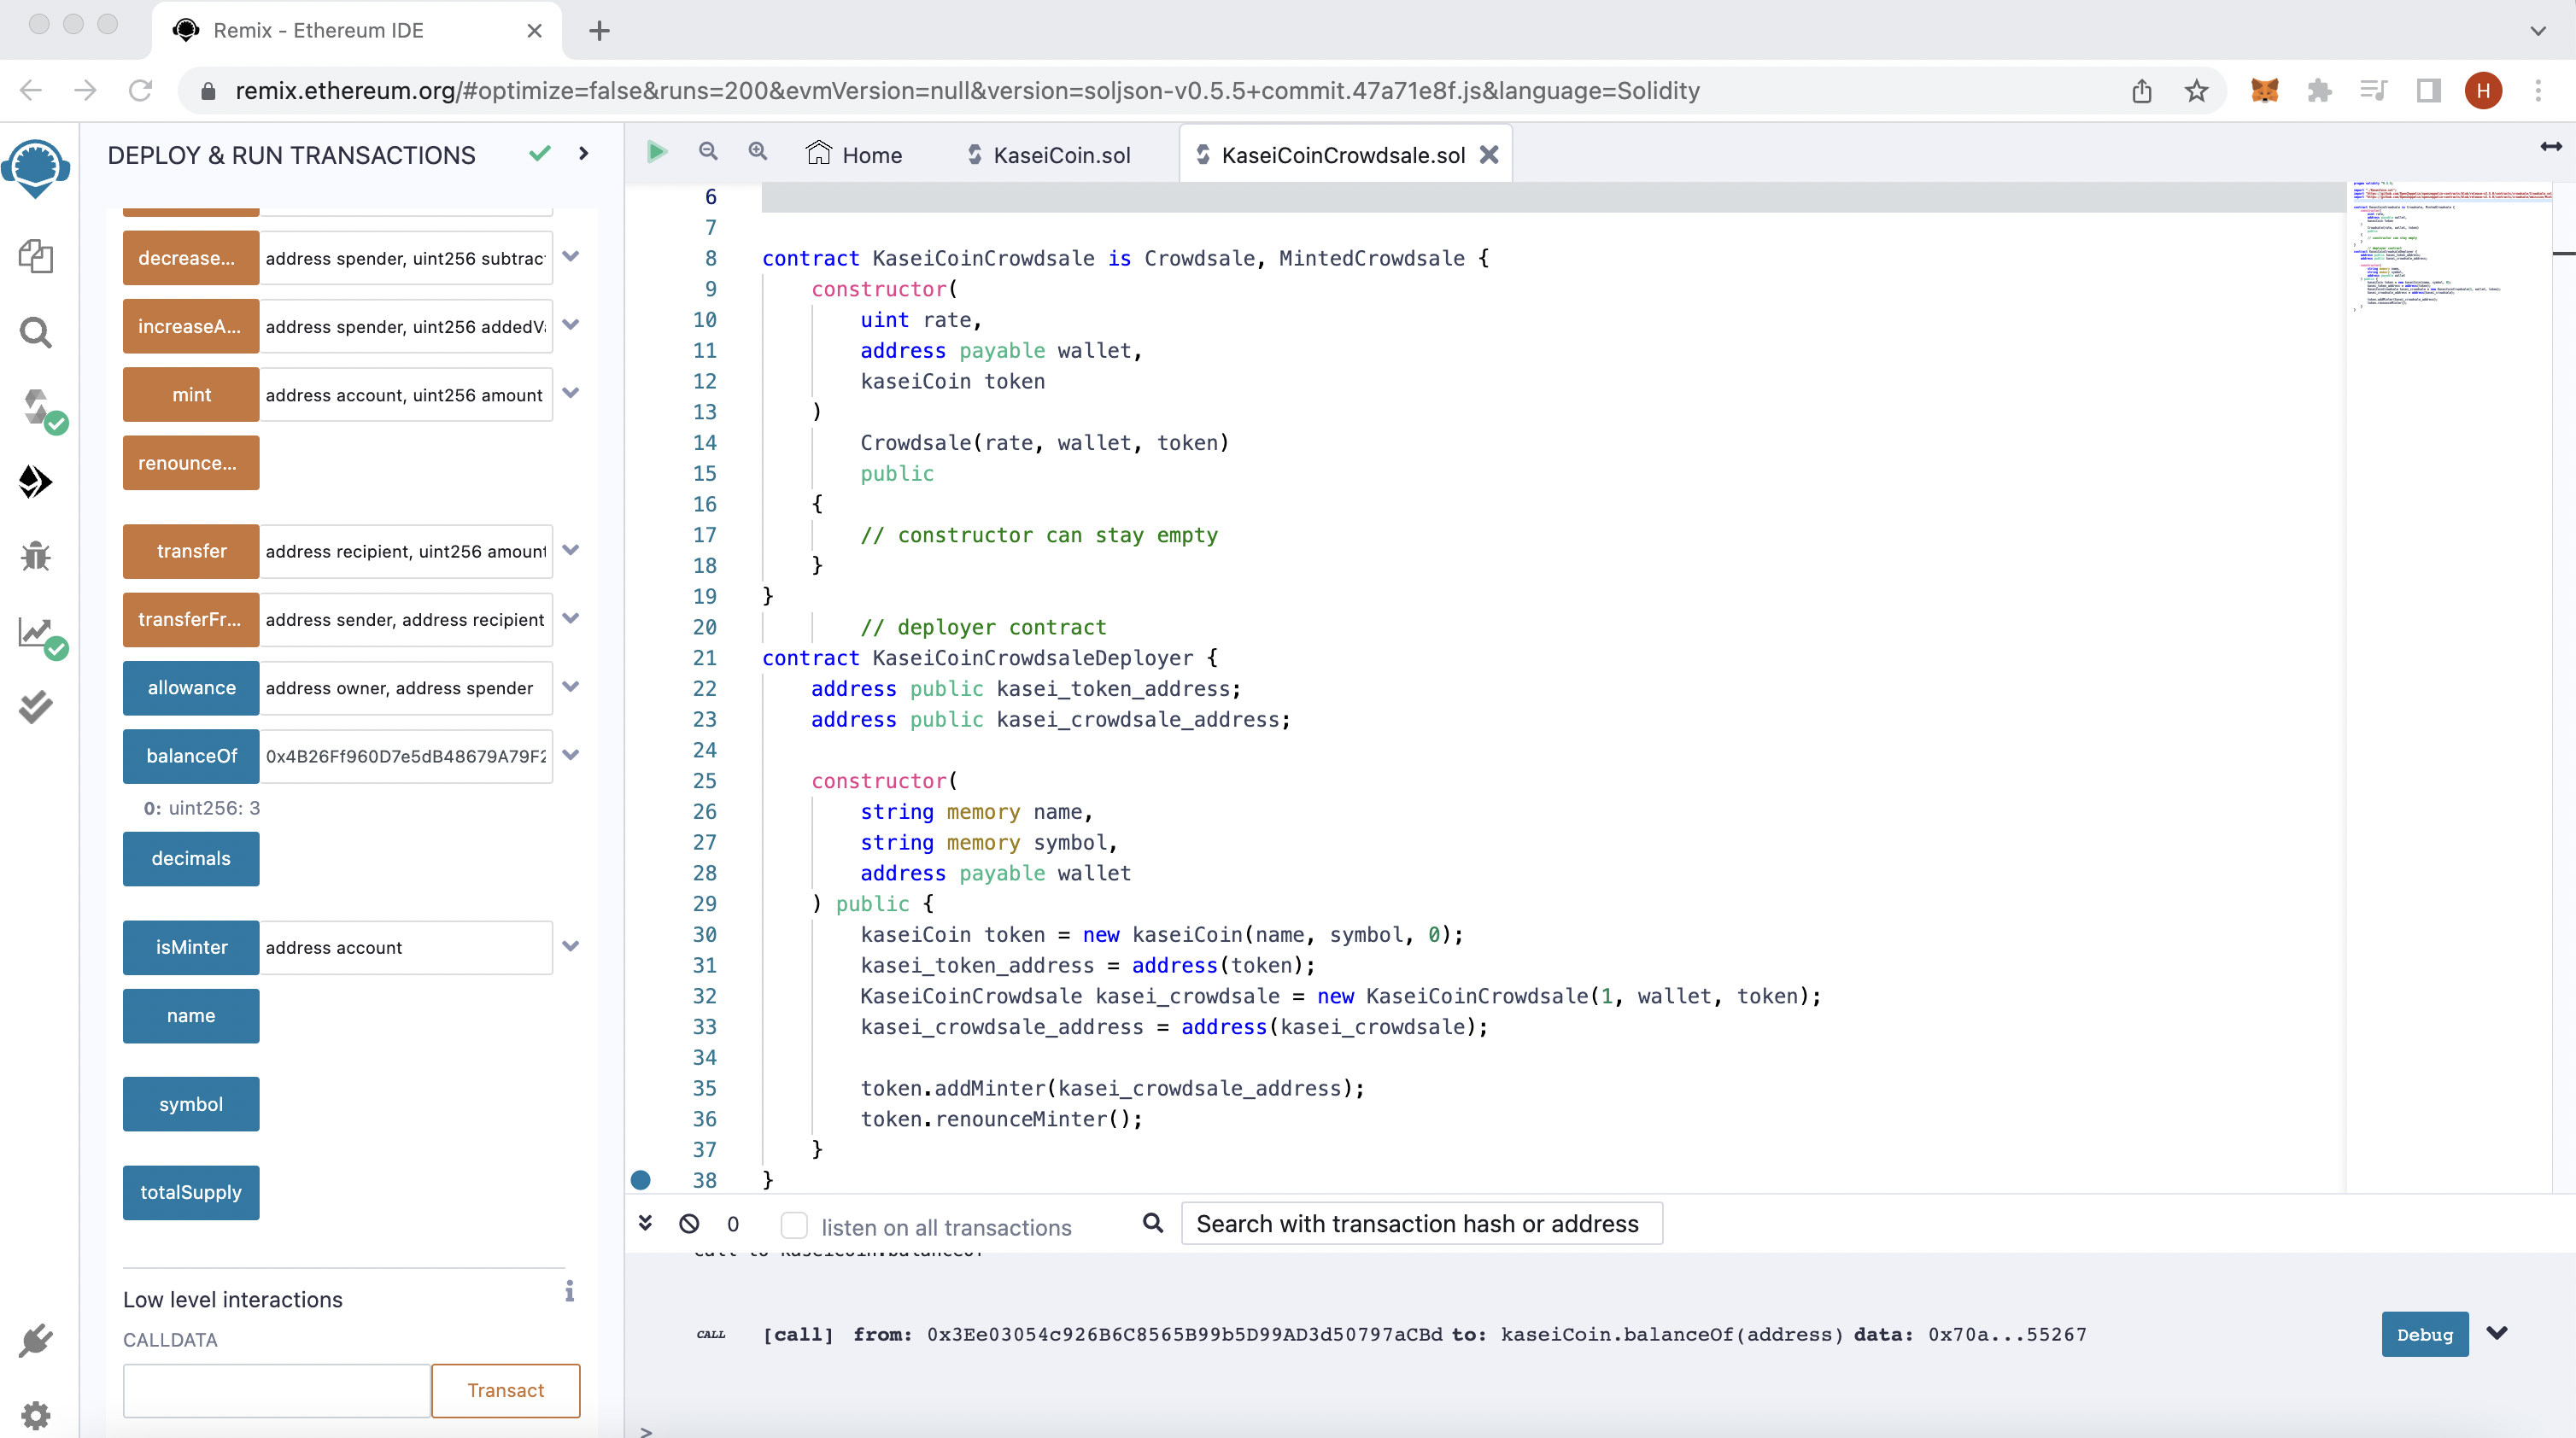 Remix - Ethereum IDE
remix.ethereum.org/#optimize=false&runs=200&evmVersion=null&version=soljson-v0.5.5+commit.47a71e8f.js&language=Solidity
H
DEPLOY & RUN TRANSACTIONS
decrease... address spender, uint256 subtrac
increaseA... address spender, uint256 addedV
mint address account, uint256 amount
renounce...
transfer address recipient, uint256 amount
transferFr... address sender, address recipient
allowance address owner, address spender
balanceOf 0x4B26Ff960D7e5dB48679A79F2
0: uint256: 3
decimals
isMinter address account
name
symbol
totalSupply
Low level interactions
i
CALLDATA
Transact
Home KaseiCoin.sol KaseiCoinCrowdsale.sol
6
7
8 contract KaseiCoinCrowdsale is Crowdsale, MintedCrowdsale {
9 constructor(
10 uint rate,
11 address payable wallet,
12 kaseiCoin token
13 )
14 Crowdsale(rate, wallet, token)
15 public
16 {
17 // constructor can stay empty
18 }
19 }
20 // deployer contract
21 contract KaseiCoinCrowdsaleDeployer {
22 address public kasei_token_address;
23 address public kasei_crowdsale_address;
24
25 constructor(
26 string memory name,
27 string memory symbol,
28 address payable wallet
29 ) public {
30 kaseiCoin token = new kaseiCoin(name, symbol, 0);
31 kasei_token_address = address(token);
32 KaseiCoinCrowdsale kasei_crowdsale = new KaseiCoinCrowdsale(1, wallet, token);
33 kasei_crowdsale_address = address(kasei_crowdsale);
34
35 token.addMinter(kasei_crowdsale_address);
36 token.renounceMinter();
37 }
38 }
0 listen on all transactions Search with transaction hash or address
call to kaseiCoin.balanceOf
CALL [call] from: 0x3Ee03054c926B6C8565B99b5D99AD3d50797aCBd to: kaseiCoin.balanceOf(address) data: 0x70a...55267
Debug
>